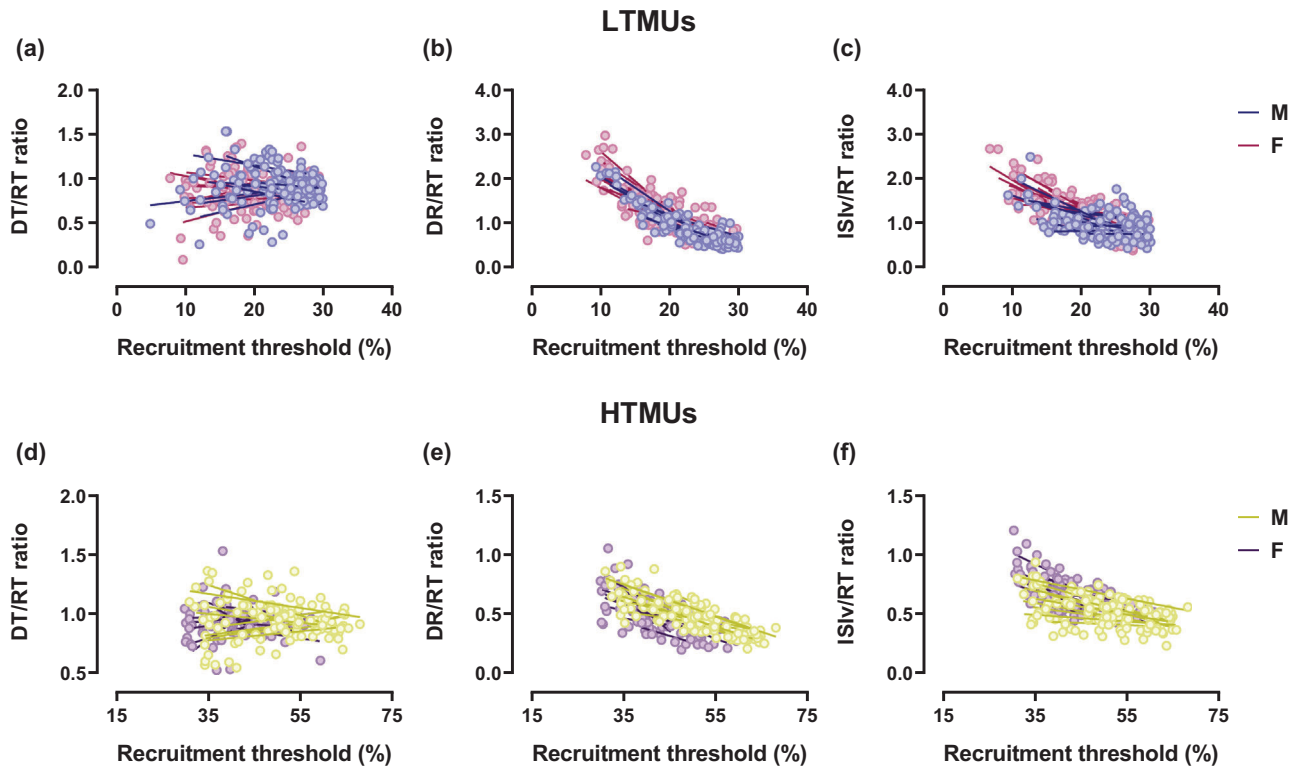 LTMUs
(a)
(b)
(c)
DT/RT ratio
2.0
1.5
1.0
0.5
0.0
0 10 20 30 40
Recruitment threshold (%)
DR/RT ratio
4.0
3.0
2.0
1.0
0.0
0 10 20 30 40
Recruitment threshold (%)
ISIv/RT ratio
4.0
3.0
2.0
1.0
0.0
0 10 20 30 40
Recruitment threshold (%)
M
F
HTMUs
(d)
(e)
(f)
DT/RT ratio
2.0
1.5
1.0
0.5
15 35 55 75
Recruitment threshold (%)
DR/RT ratio
1.5
1.0
0.5
0.0
15 35 55 75
Recruitment threshold (%)
ISIv/RT ratio
1.5
1.0
0.5
0.0
15 35 55 75
Recruitment threshold (%)
M
F